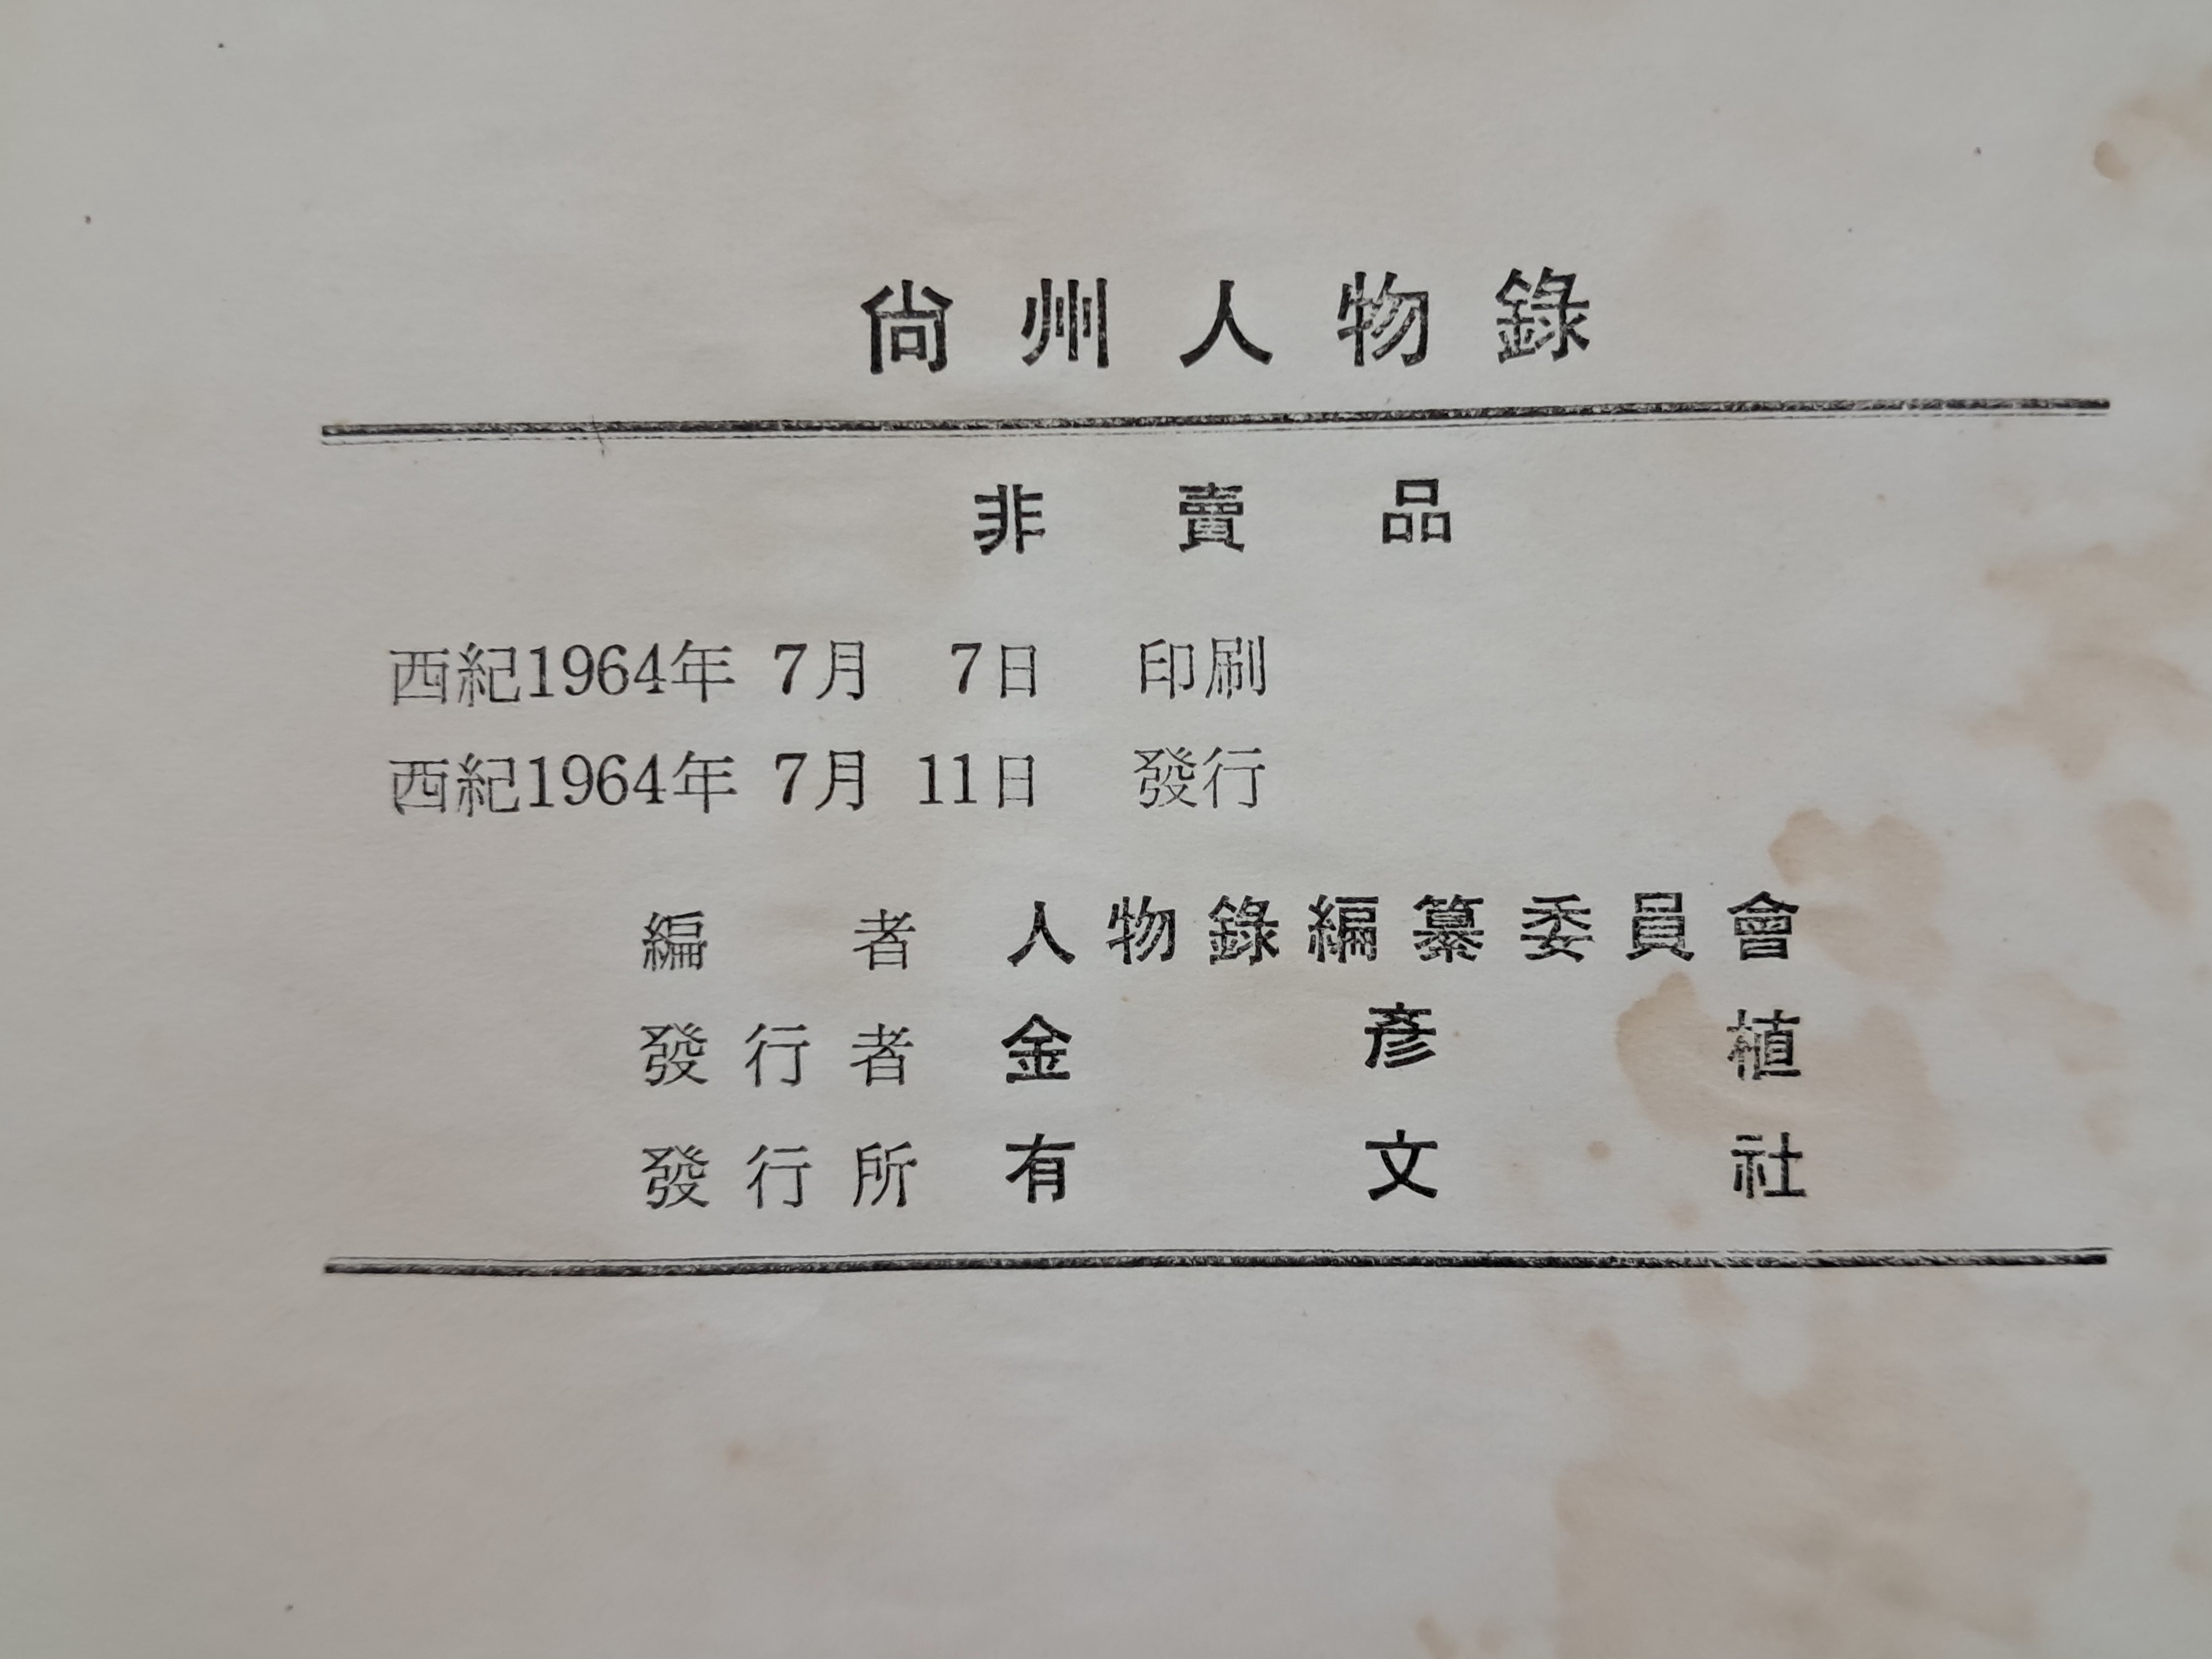 尙州人物錄
非賣品
西紀1964年 7月 7日 印刷
西紀1964年 7月 11日 發行
編者 人物錄編纂委員會
發行者 金彦植
發行所 有文社